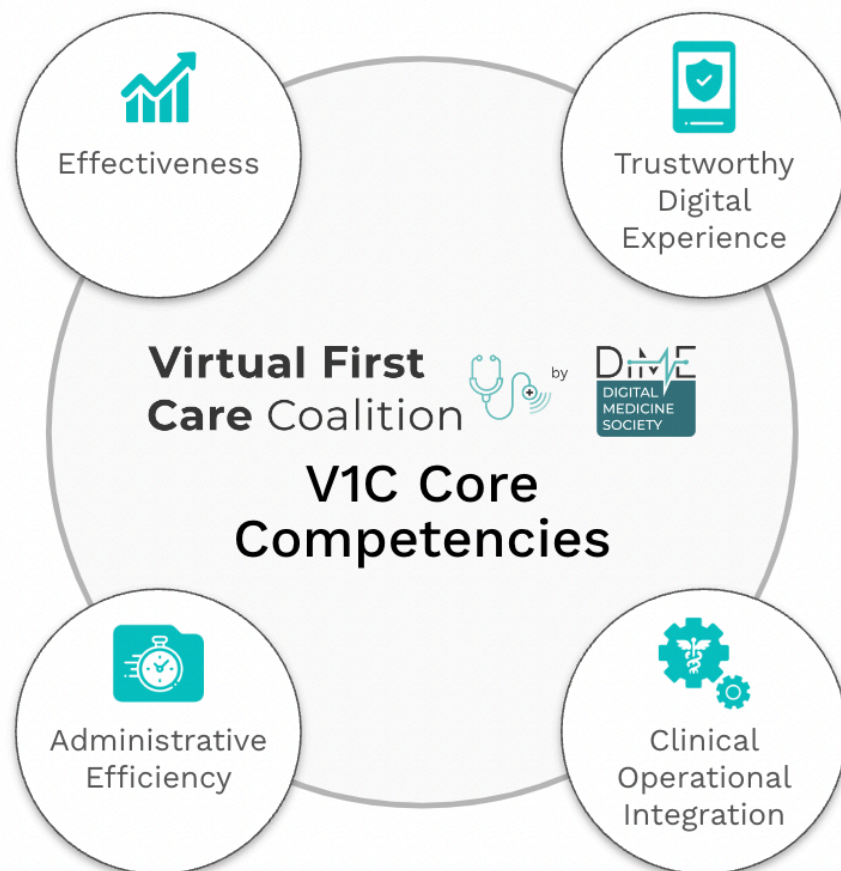 Effectiveness
Trustworthy
Digital
Experience
Virtual First
Care Coalition
by
DiME
DIGITAL
MEDICINE
SOCIETY
V1C Core
Competencies
Administrative
Efficiency
Clinical
Operational
Integration